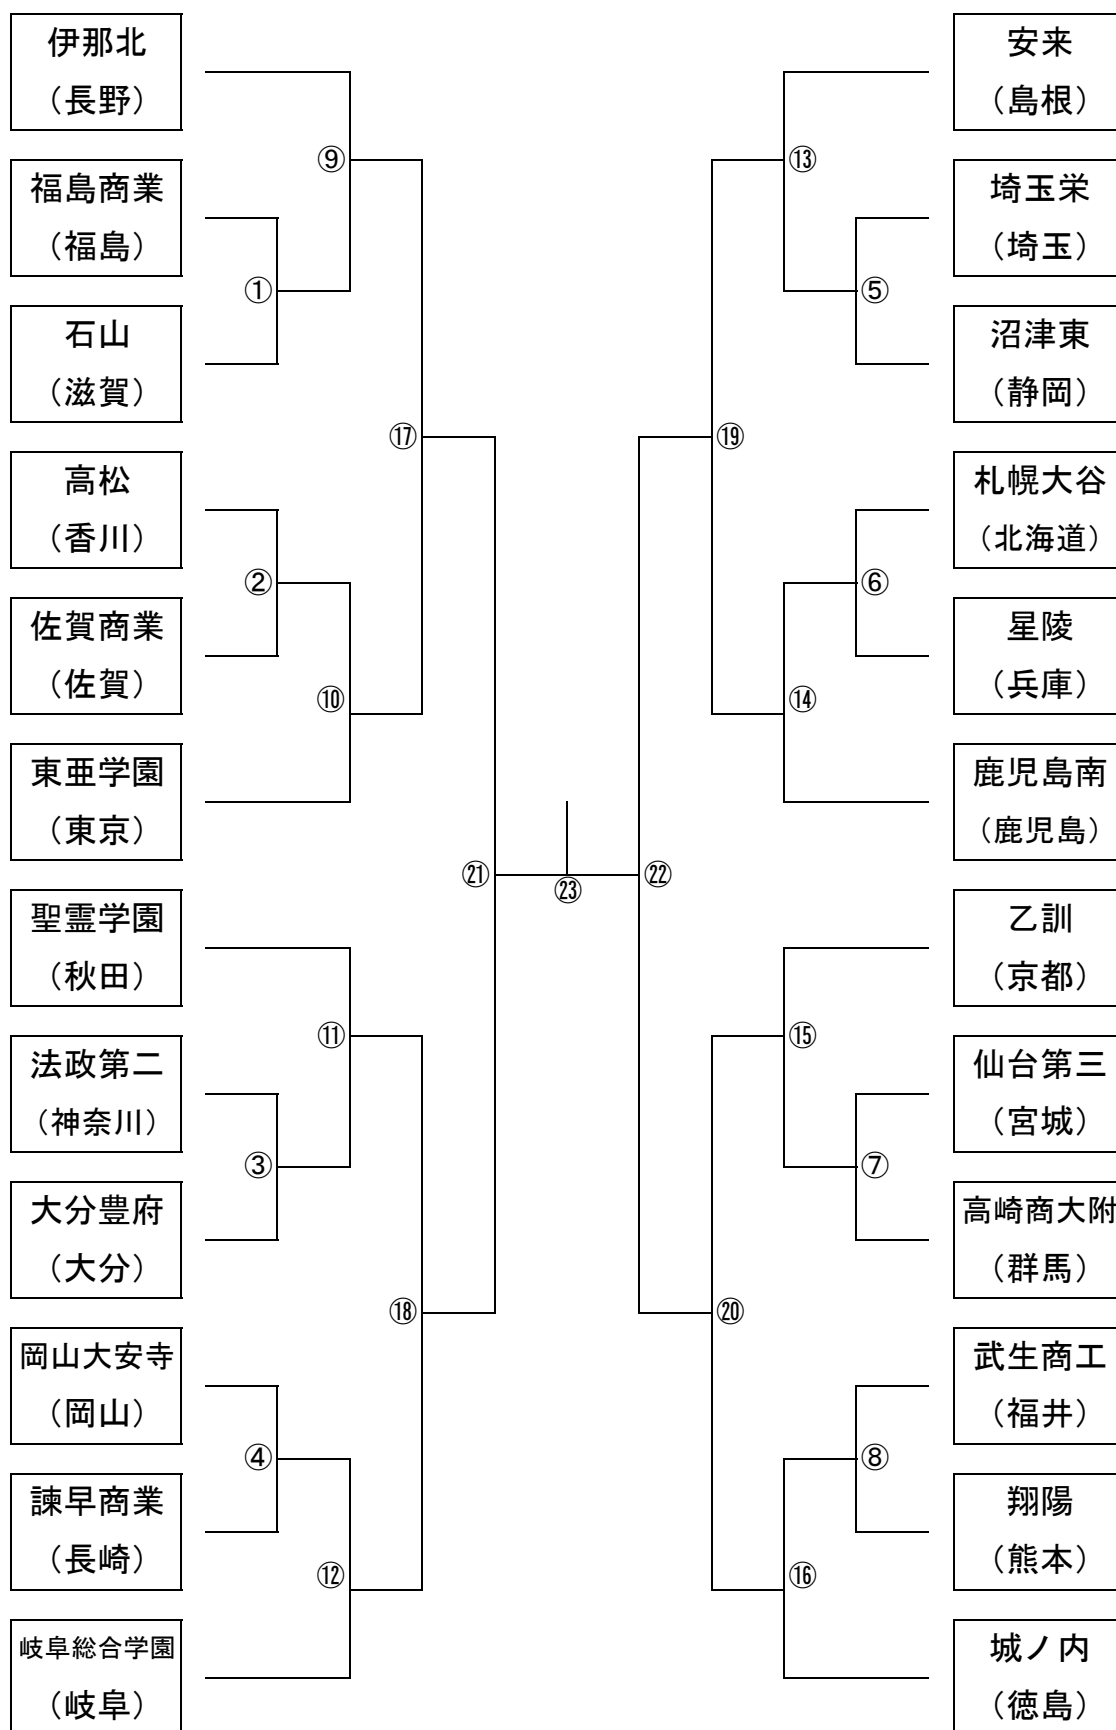 伊那北
（長野）
福島商業
（福島）
石山
（滋賀）
高松
（香川）
佐賀商業
（佐賀）
東亜学園
（東京）
聖霊学園
（秋田）
法政第二
（神奈川）
大分豊府
（大分）
岡山大安寺
（岡山）
諫早商業
（長崎）
岐阜総合学園
（岐阜）
⑨
①
⑰
②
⑩
㉑
⑪
③
⑱
④
⑫
㉓
⑬
⑤
⑲
⑥
⑭
㉒
⑮
⑦
⑳
⑧
⑯
安来
（島根）
埼玉栄
（埼玉）
沼津東
（静岡）
札幌大谷
（北海道）
星陵
（兵庫）
鹿児島南
（鹿児島）
乙訓
（京都）
仙台第三
（宮城）
高崎商大附
（群馬）
武生商工
（福井）
翔陽
（熊本）
城ノ内
（徳島）